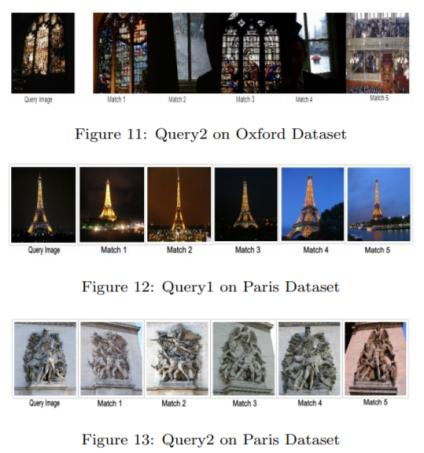 Query Image Match 1 Match 2 Match 3 Match 4 Match 5
Figure 11: Query2 on Oxford Dataset
Query Image Match 1 Match 2 Match 3 Match 4 Match 5
Figure 12: Query1 on Paris Dataset
Query Image Match 1 Match 2 Match 3 Match 4 Match 5
Figure 13: Query2 on Paris Dataset